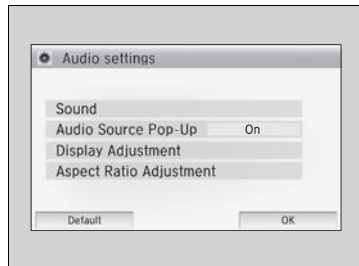 Audio settings
Sound
Audio Source Pop-Up On
Display Adjustment
Aspect Ratio Adjustment
Default OK